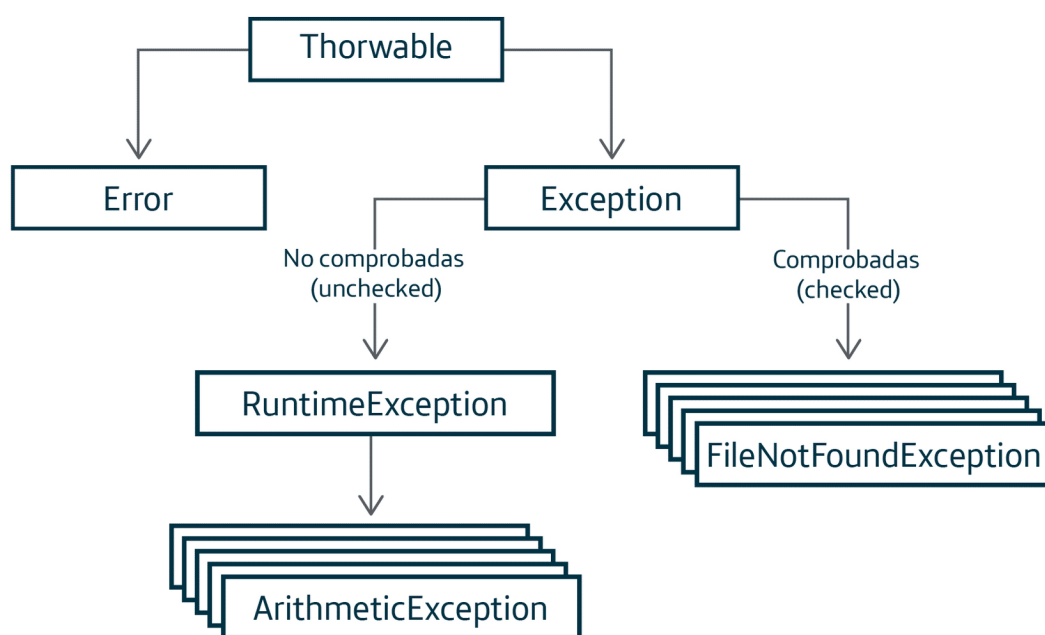 Thorwable
Error
Exception
No comprobadas
(unchecked)
Comprobadas
(checked)
RuntimeException
FileNotFoundException
ArithmeticException